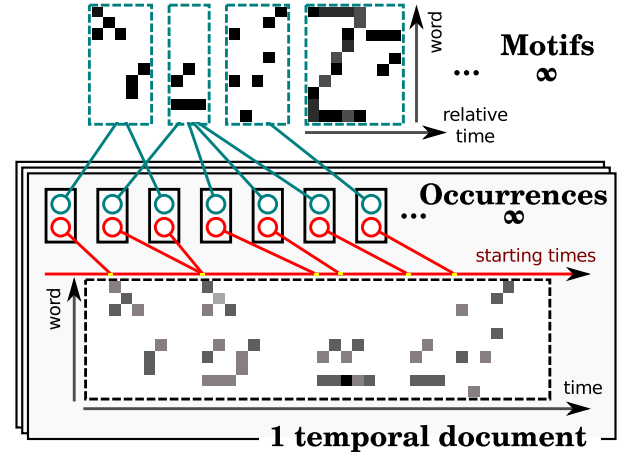 word
Motifs
... ∞
relative
time
Occurrences
... ∞
starting times
word
time
1 temporal document